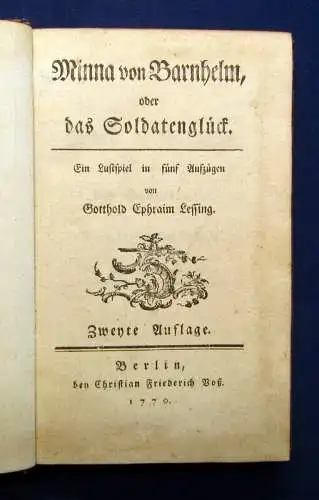 Minna von Barnhelm,
oder
das Soldatenglück.
Ein Lustspiel in fünf Aufzügen
von
Gotthold Ephraim Lessing.
Zweyte Auflage.
Berlin,
bey Christian Friederich Voß.
1770.